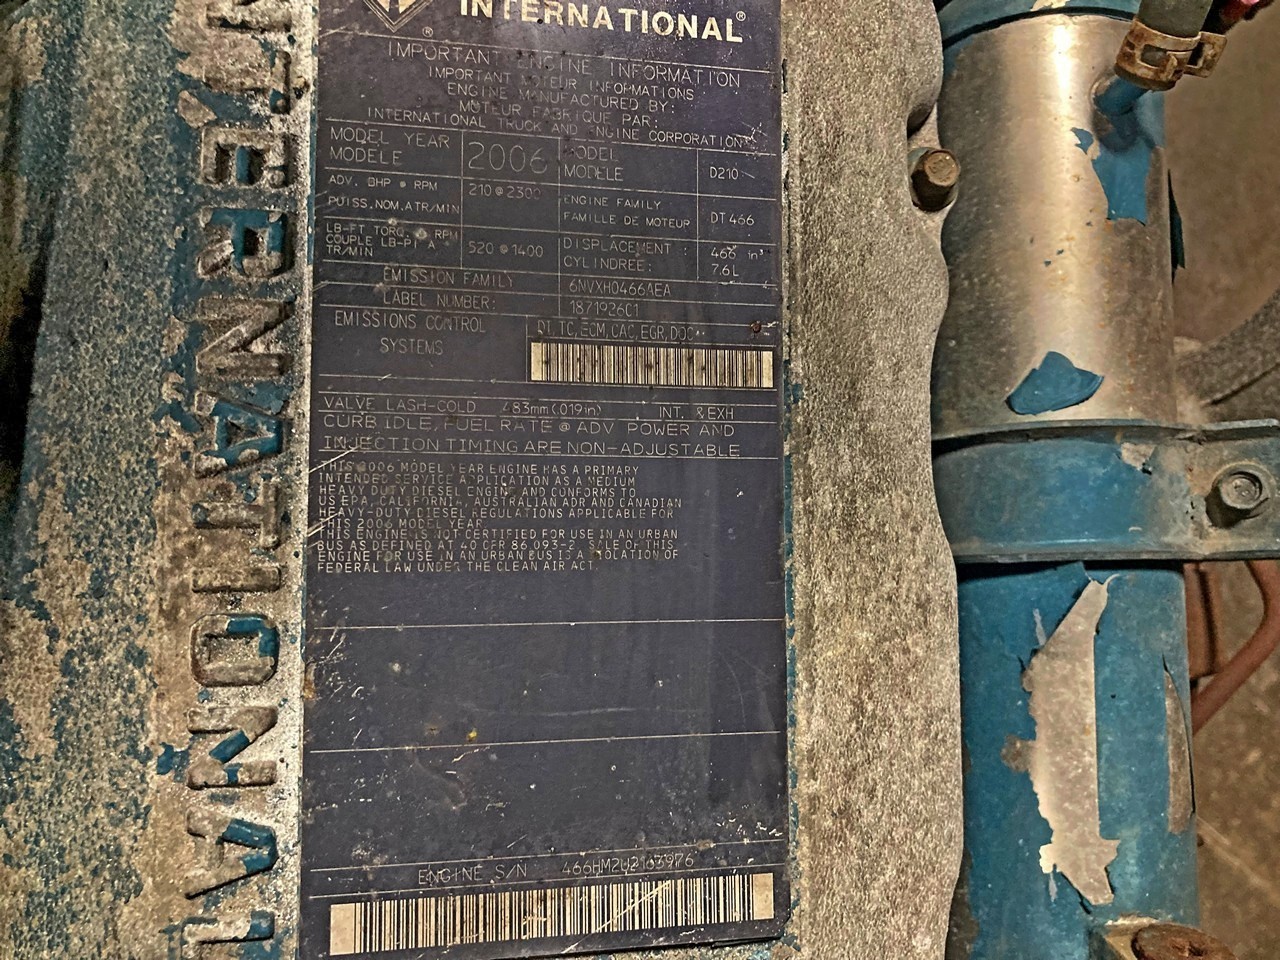 INTERNATIONAL®
IMPORTANT ENGINE INFORMATION
IMPORTANT MOTEUR INFORMATIONS
ENGINE MANUFACTURED BY:
MOTEUR FABRIQUE PAR:
INTERNATIONAL TRUCK AND ENGINE CORPORATION
MODEL YEAR 2006 MODEL D210
MODELE MODELE
ADV. BHP @ RPM 210 @ 2300 ENGINE FAMILY DT 466
PUISS.NOM.ATR/MIN FAMILLE DE MOTEUR
LB-FT TORQ. @ RPM 520 @ 1400 DISPLACEMENT : 466 in³
COUPLE LB-PI A CYLINDREE: 7.6L
TR/MIN
EMISSION FAMILY 6NVXH0466AEA
LABEL NUMBER: 1871926C1
EMISSIONS CONTROL DI,TC,ECM,CAC,EGR,DOC
SYSTEMS
VALVE LASH-COLD .483mm(.019in) INT. & EXH
CURB IDLE, FUEL RATE @ ADV POWER AND
INJECTION TIMING ARE NON-ADJUSTABLE
THIS 2006 MODEL YEAR ENGINE HAS A PRIMARY
INTENDED SERVICE APPLICATION AS A MEDIUM
HEAVY DUTY DIESEL ENGINE AND CONFORMS TO
US EPA, CALIFORNIA, AUSTRALIAN ADR AND CANADIAN
HEAVY-DUTY DIESEL REGULATIONS APPLICABLE FOR
THIS 2006 MODEL YEAR.
THIS ENGINE IS NOT CERTIFIED FOR USE IN AN URBAN
BUS AS DEFINED AT 40 CFR 86.093-2. SALE OF THIS
ENGINE FOR USE IN AN URBAN BUS IS A VIOLATION OF
FEDERAL LAW UNDER THE CLEAN AIR ACT.
ENGINE S/N 466HM2U2163976
INTERNATIONAL